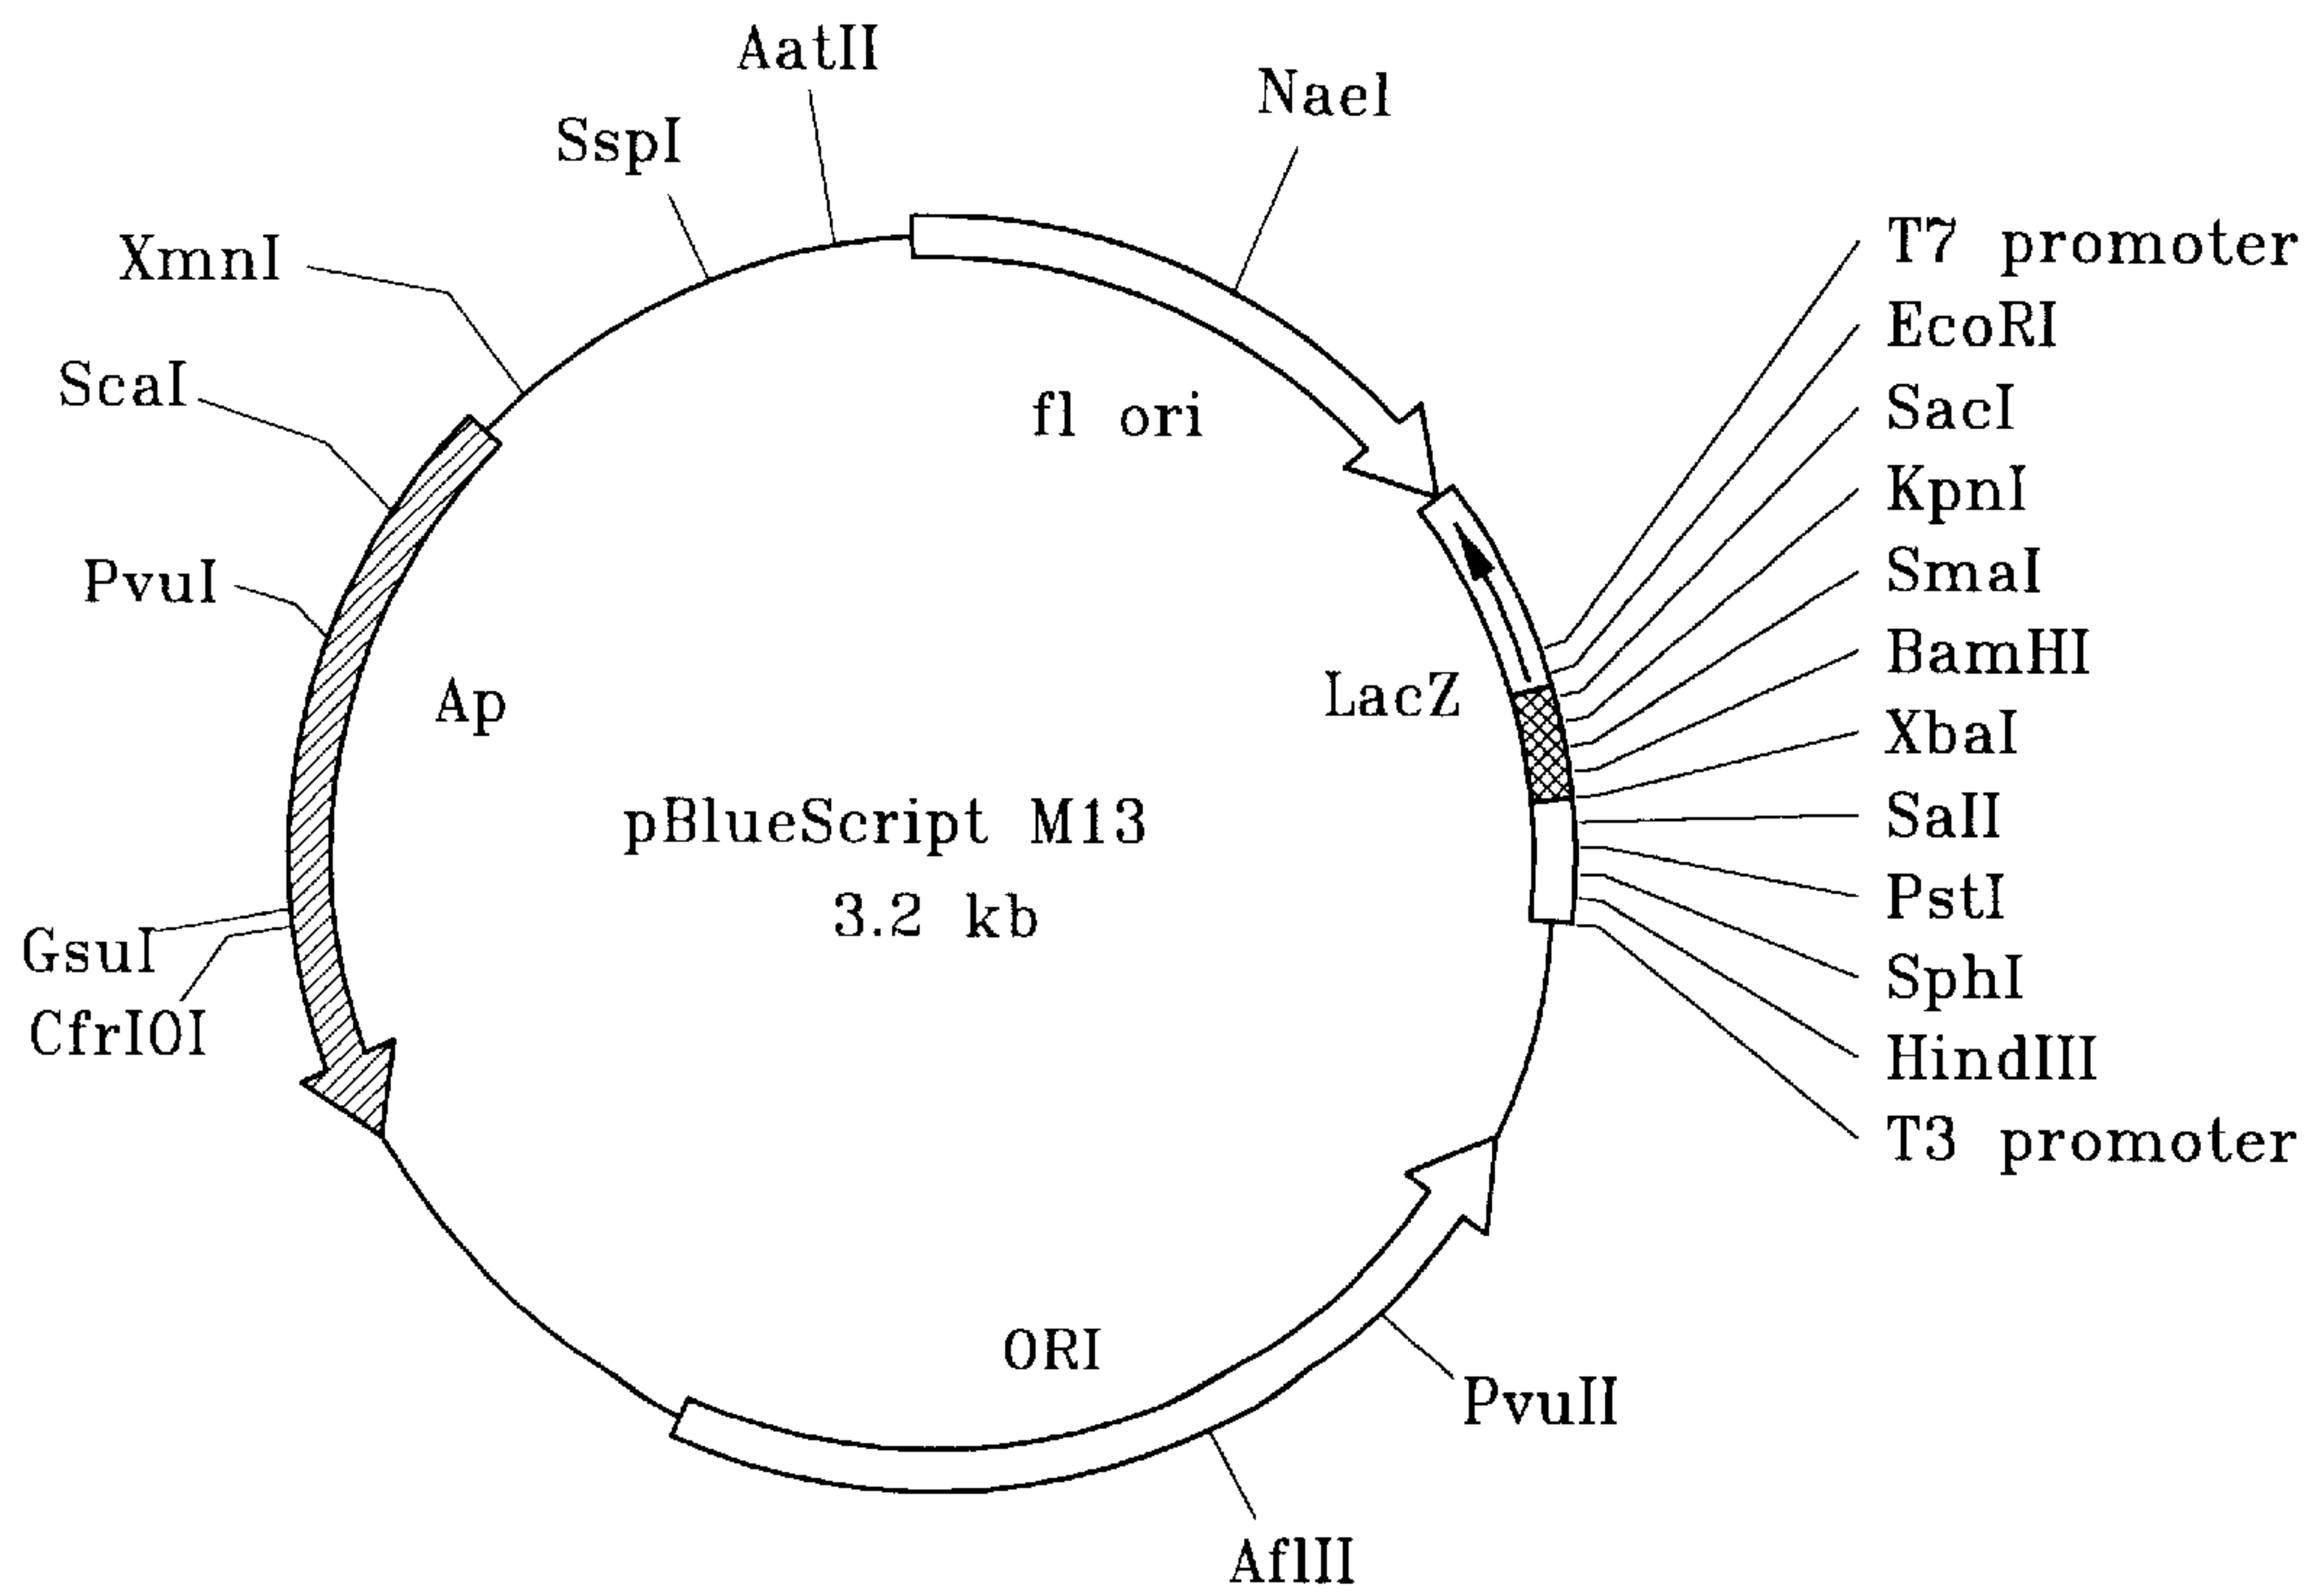 AatII
NaeI
SspI
XmnI
ScaI
PvuI
GsuI
CfrIOI
f1 ori
Ap
LacZ
pBlueScript M13
3.2 kb
ORI
T7 promoter
EcoRI
SacI
KpnI
SmaI
BamHI
XbaI
SalI
PstI
SphI
HindIII
T3 promoter
PvuII
AflII